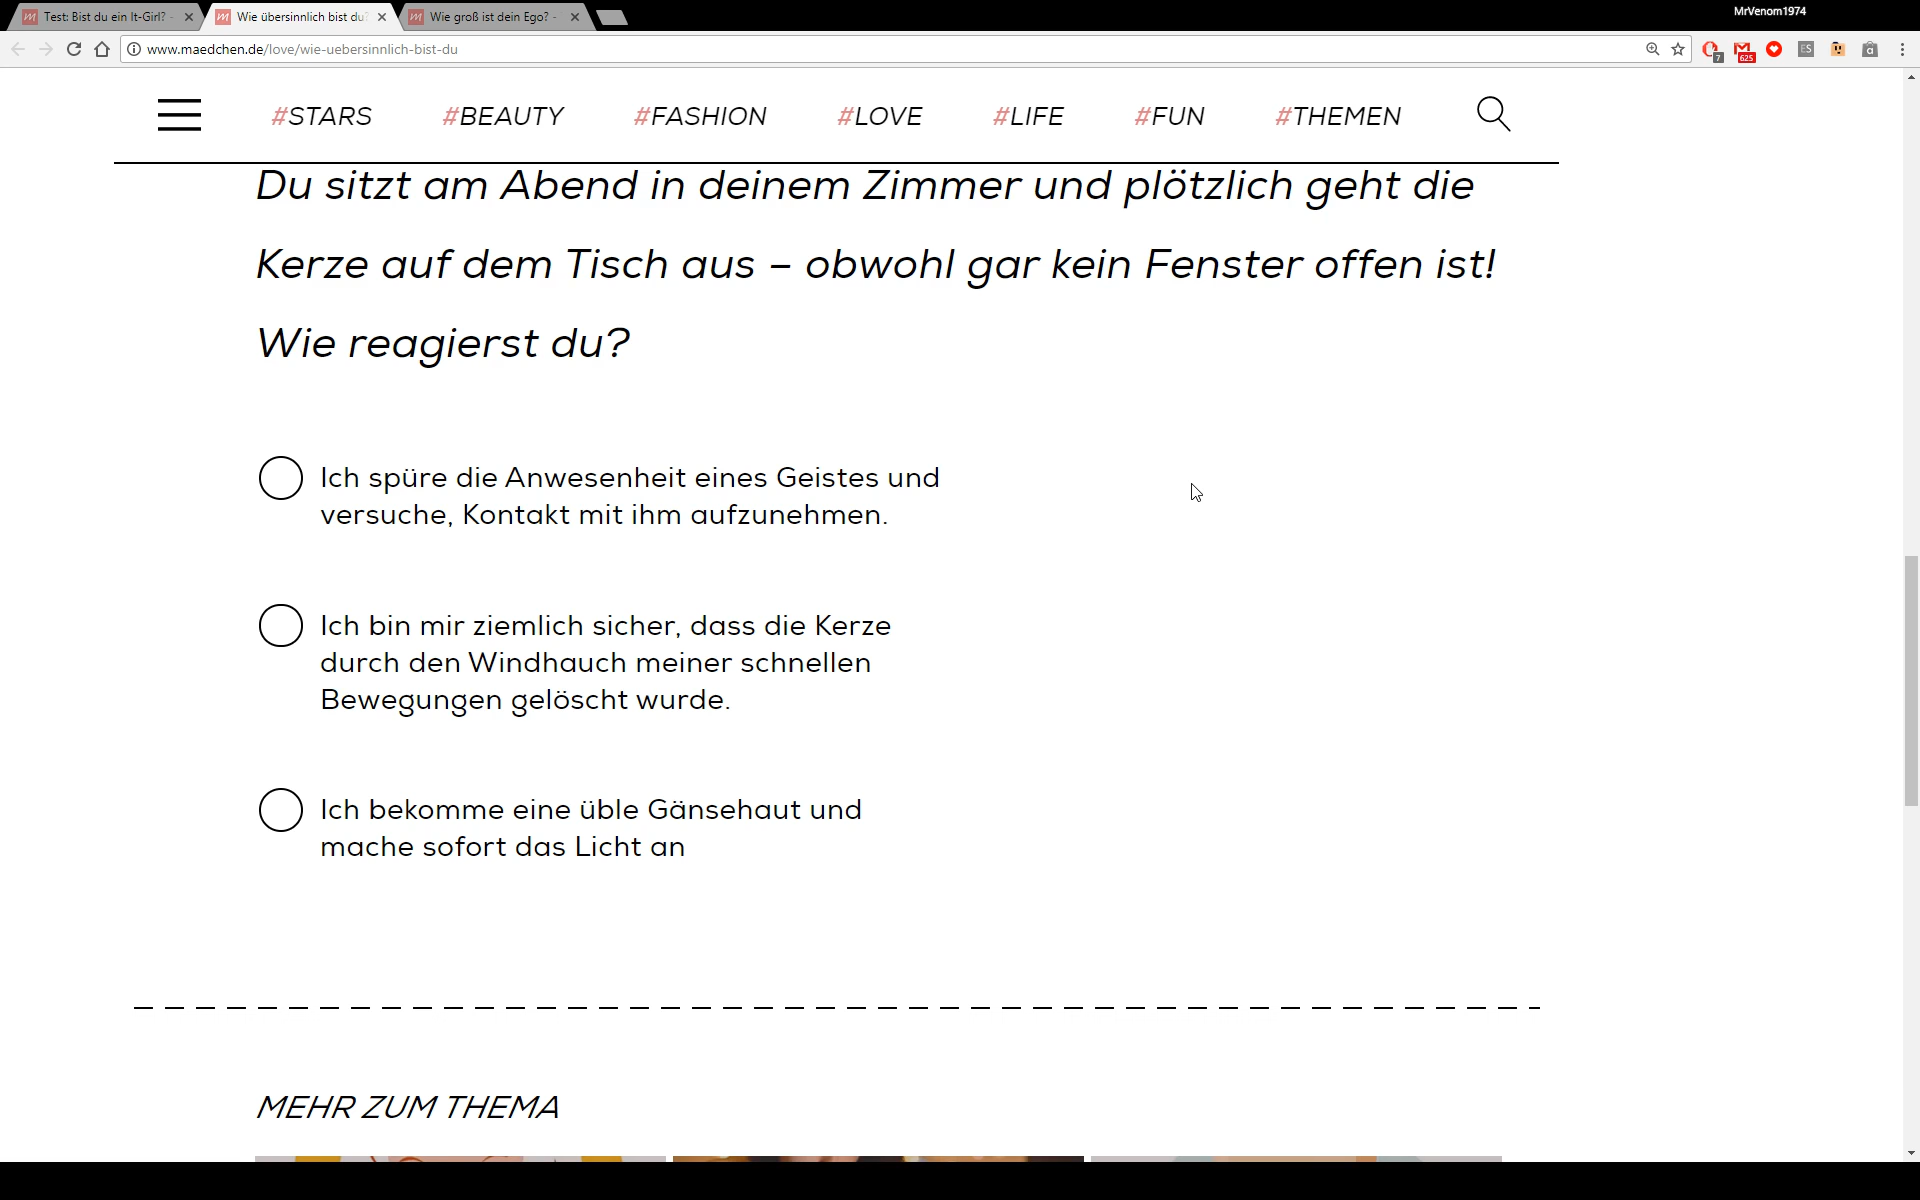 MrVenom1974
Test: Bist du ein It-Girl? -
Wie übersinnlich bist du?
Wie groß ist dein Ego? -
www.maedchen.de/love/wie-uebersinnlich-bist-du
7
625
ES
a
#STARS #BEAUTY #FASHION #LOVE #LIFE #FUN #THEMEN
Du sitzt am Abend in deinem Zimmer und plötzlich geht die
Kerze auf dem Tisch aus – obwohl gar kein Fenster offen ist!
Wie reagierst du?
Ich spüre die Anwesenheit eines Geistes und
versuche, Kontakt mit ihm aufzunehmen.
Ich bin mir ziemlich sicher, dass die Kerze
durch den Windhauch meiner schnellen
Bewegungen gelöscht wurde.
Ich bekomme eine üble Gänsehaut und
mache sofort das Licht an
MEHR ZUM THEMA